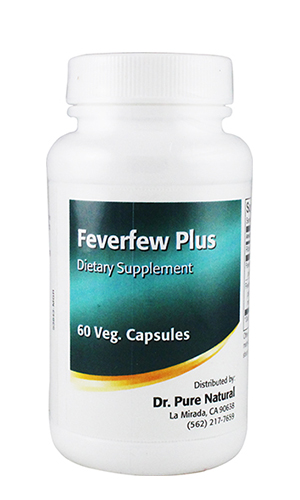 Feverfew Plus
Dietary Supplement
60 Veg. Capsules
Distributed by:
Dr. Pure Natural
La Mirada, CA 90638
(562) 217-7659